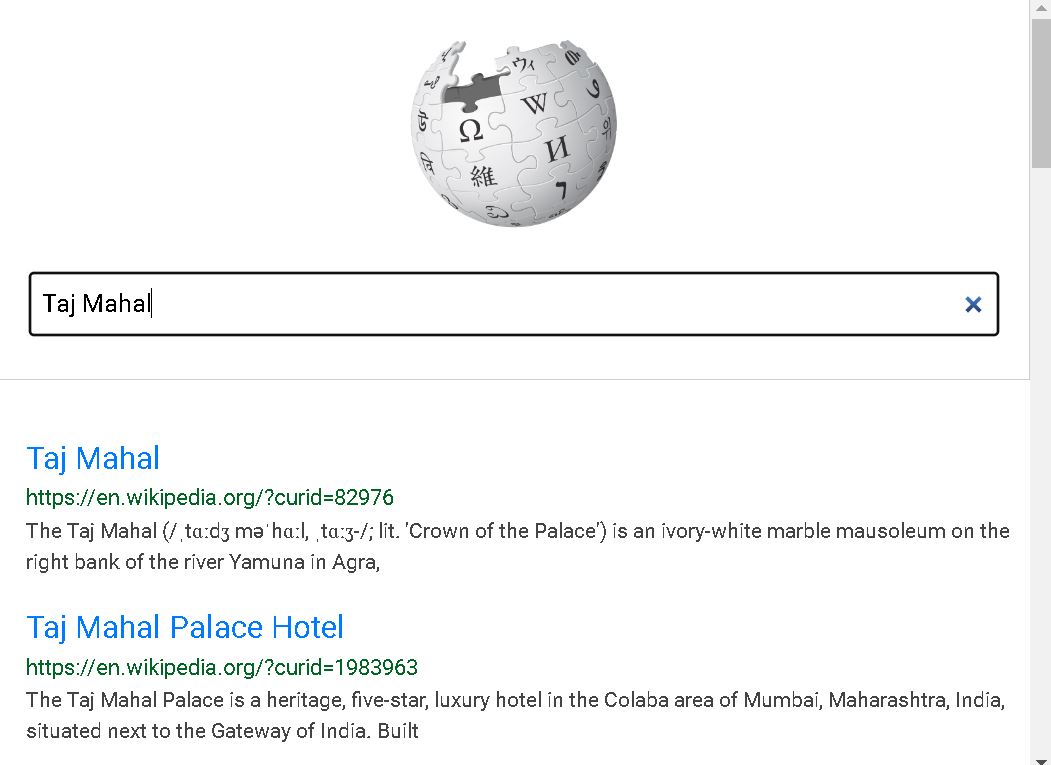 Ω
W
И
維
ウィ
Taj Mahal
Taj Mahal
https://en.wikipedia.org/?curid=82976
The Taj Mahal (/ˌtɑːdʒ məˈhɑːl, ˌtɑːʒ-/; lit. 'Crown of the Palace') is an ivory-white marble mausoleum on the
right bank of the river Yamuna in Agra,
Taj Mahal Palace Hotel
https://en.wikipedia.org/?curid=1983963
The Taj Mahal Palace is a heritage, five-star, luxury hotel in the Colaba area of Mumbai, Maharashtra, India,
situated next to the Gateway of India. Built